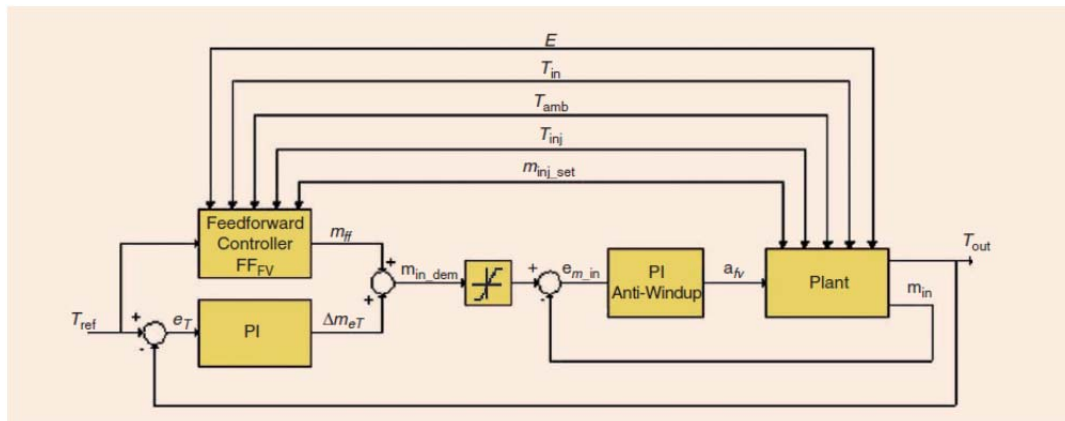 E
T_in
T_amb
T_inj
m_inj_set
Feedforward
Controller
FF_FV
m_ff
+
m_in_dem
+
+
e_m_in
-
PI
Anti-Windup
a_fv
Plant
T_out
m_in
T_ref
+
e_T
-
PI
Δm_eT